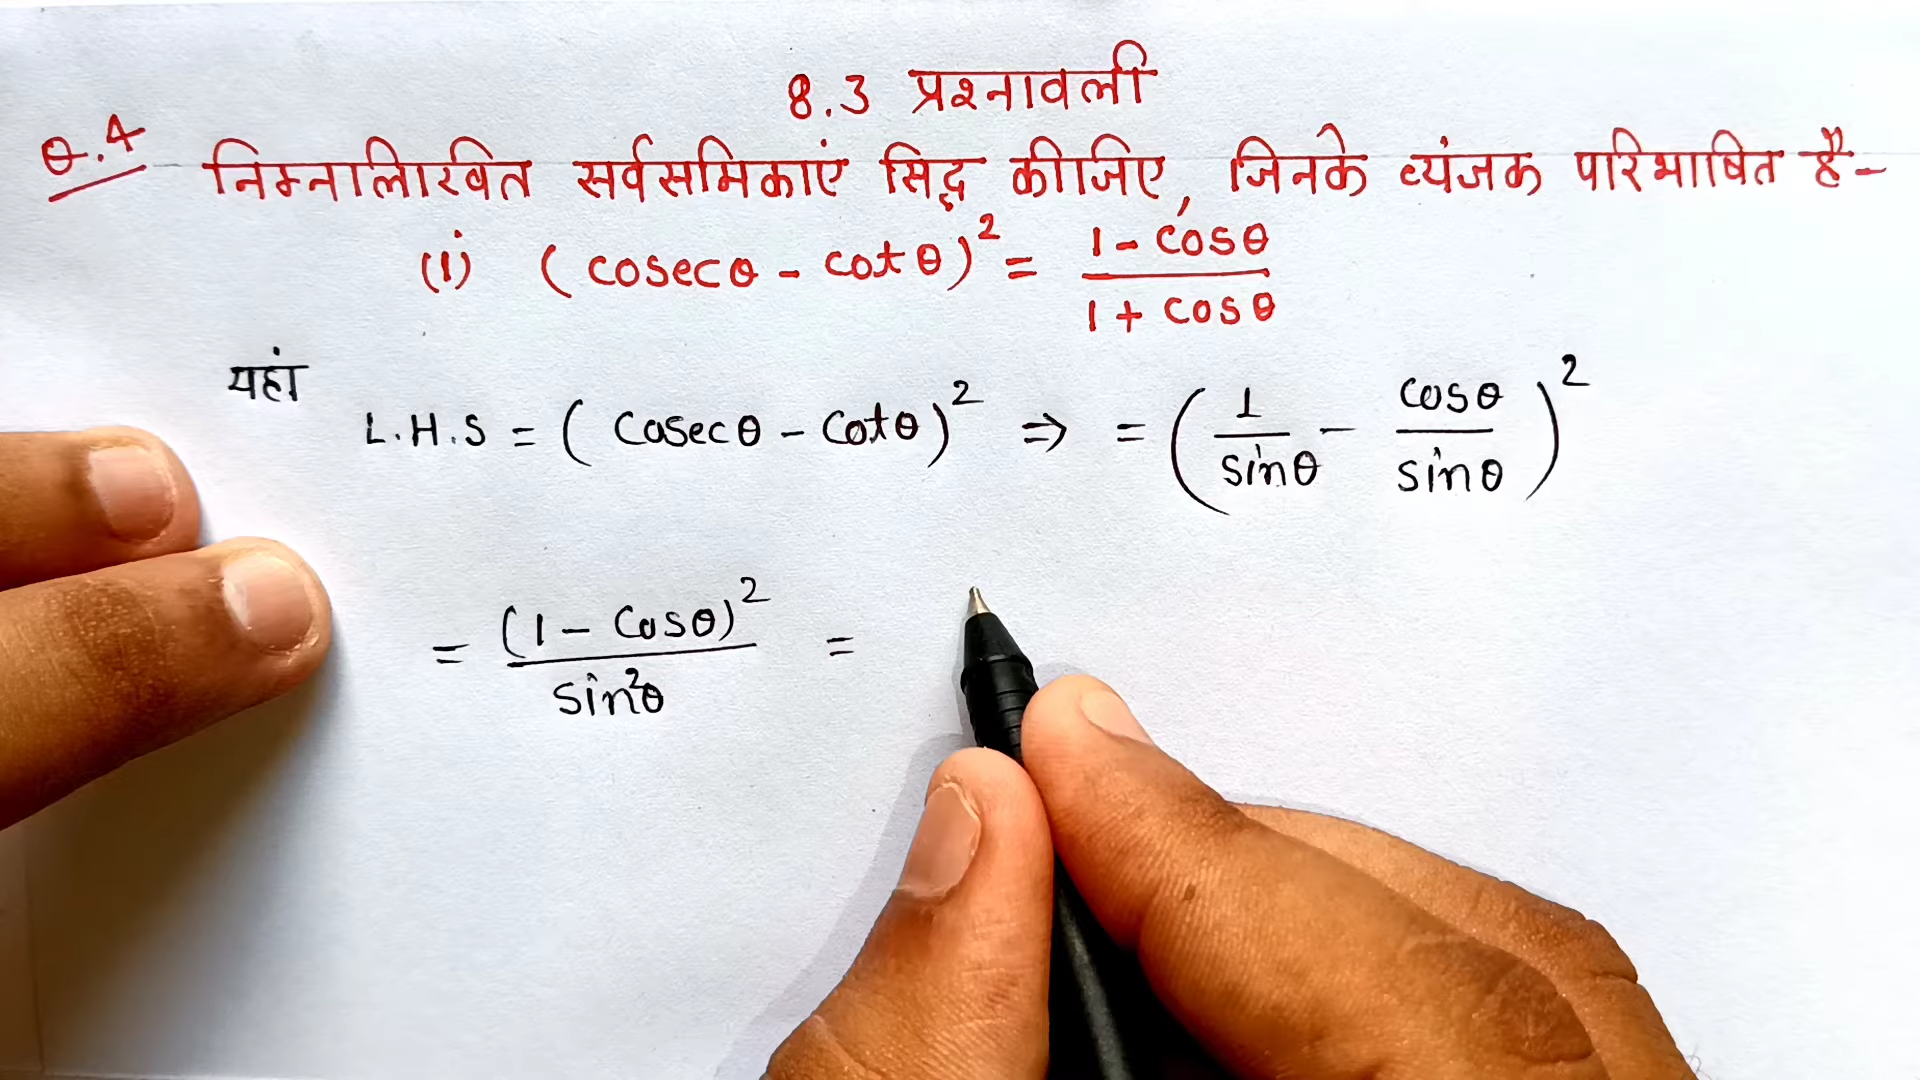 8.3 प्रश्नावली
Q.4 निम्नलिखित सर्वसमिकाएं सिद्ध कीजिए, जिनके व्यंजक परिभाषित है-
(i) (cosecθ - cotθ)² = (1 - cosθ)/(1 + cosθ)
यहां
L.H.S = (cosecθ - cotθ)² ⇒ = (1/sinθ - cosθ/sinθ)²
= (1 - cosθ)²/sin²θ =